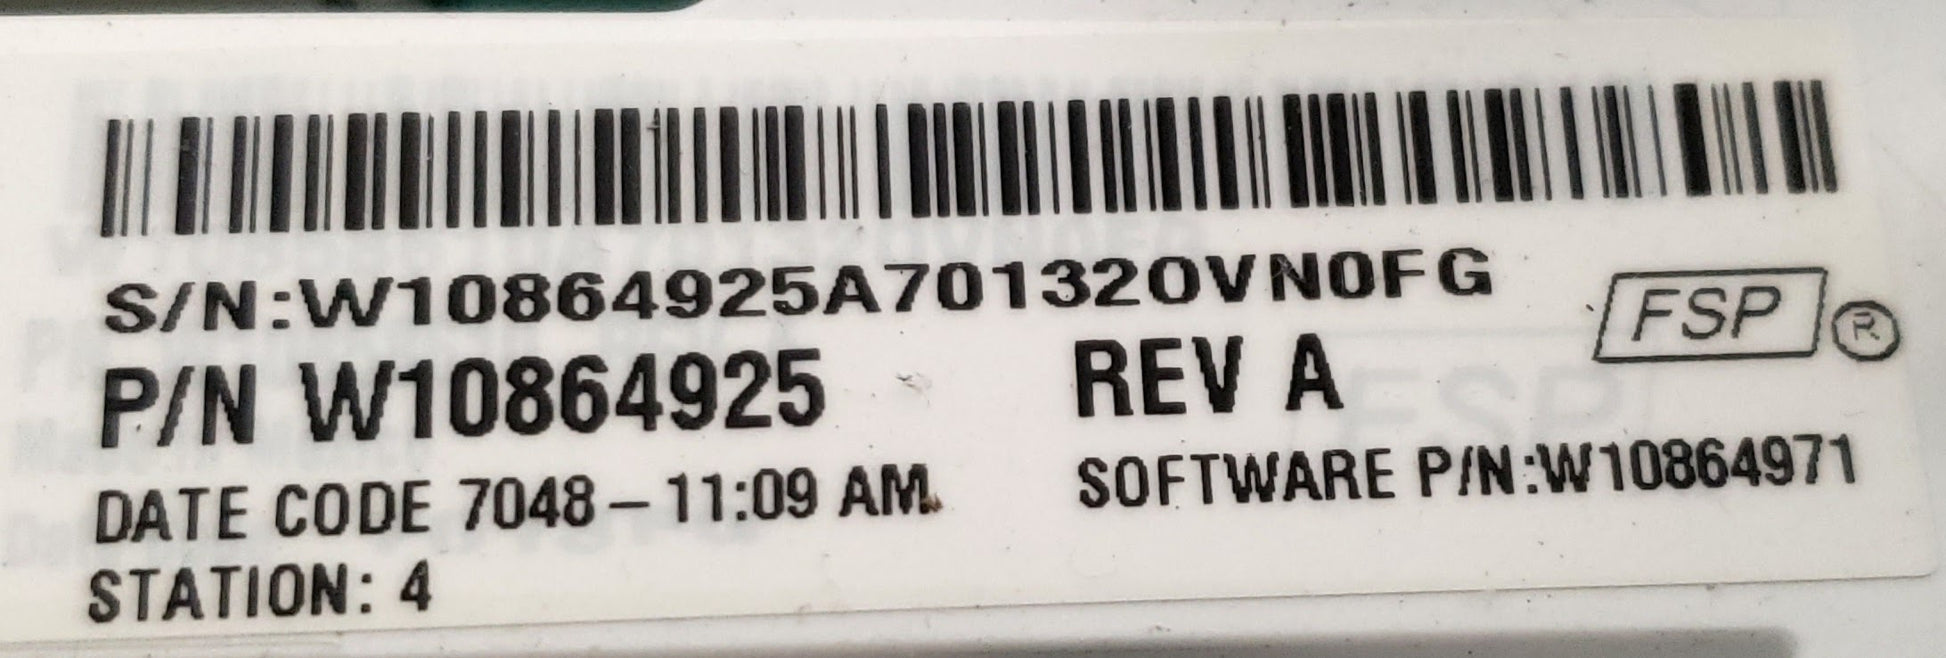 S/N:W10864925A701320VN0FG
FSP ®
P/N W10864925 REV A
DATE CODE 7048 – 11:09 AM SOFTWARE P/N:W10864971
STATION: 4